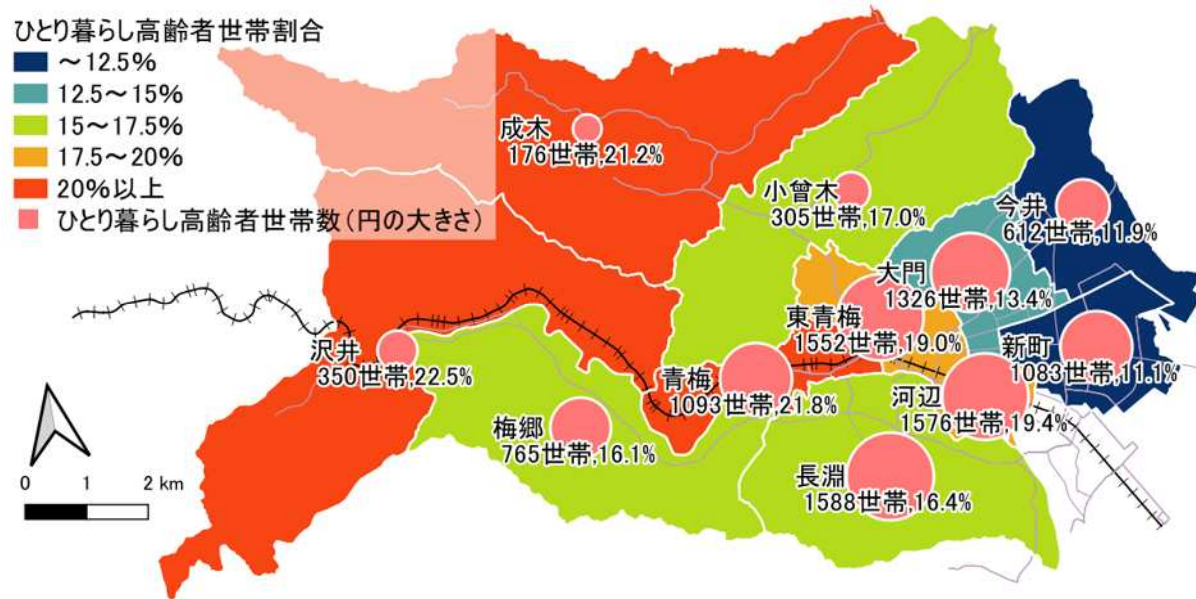 ひとり暮らし高齢者世帯割合
～12.5%
12.5～15%
15～17.5%
17.5～20%
20%以上
ひとり暮らし高齢者世帯数(円の大きさ)
成木
176世帯,21.2%
小曾木
305世帯,17.0%
今井
612世帯,11.9%
大門
1326世帯,13.4%
東青梅
1552世帯,19.0%
新町
1083世帯,11.1%
沢井
350世帯,22.5%
青梅
1093世帯,21.8%
河辺
1576世帯,19.4%
梅郷
765世帯,16.1%
長淵
1588世帯,16.4%
0 1 2 km